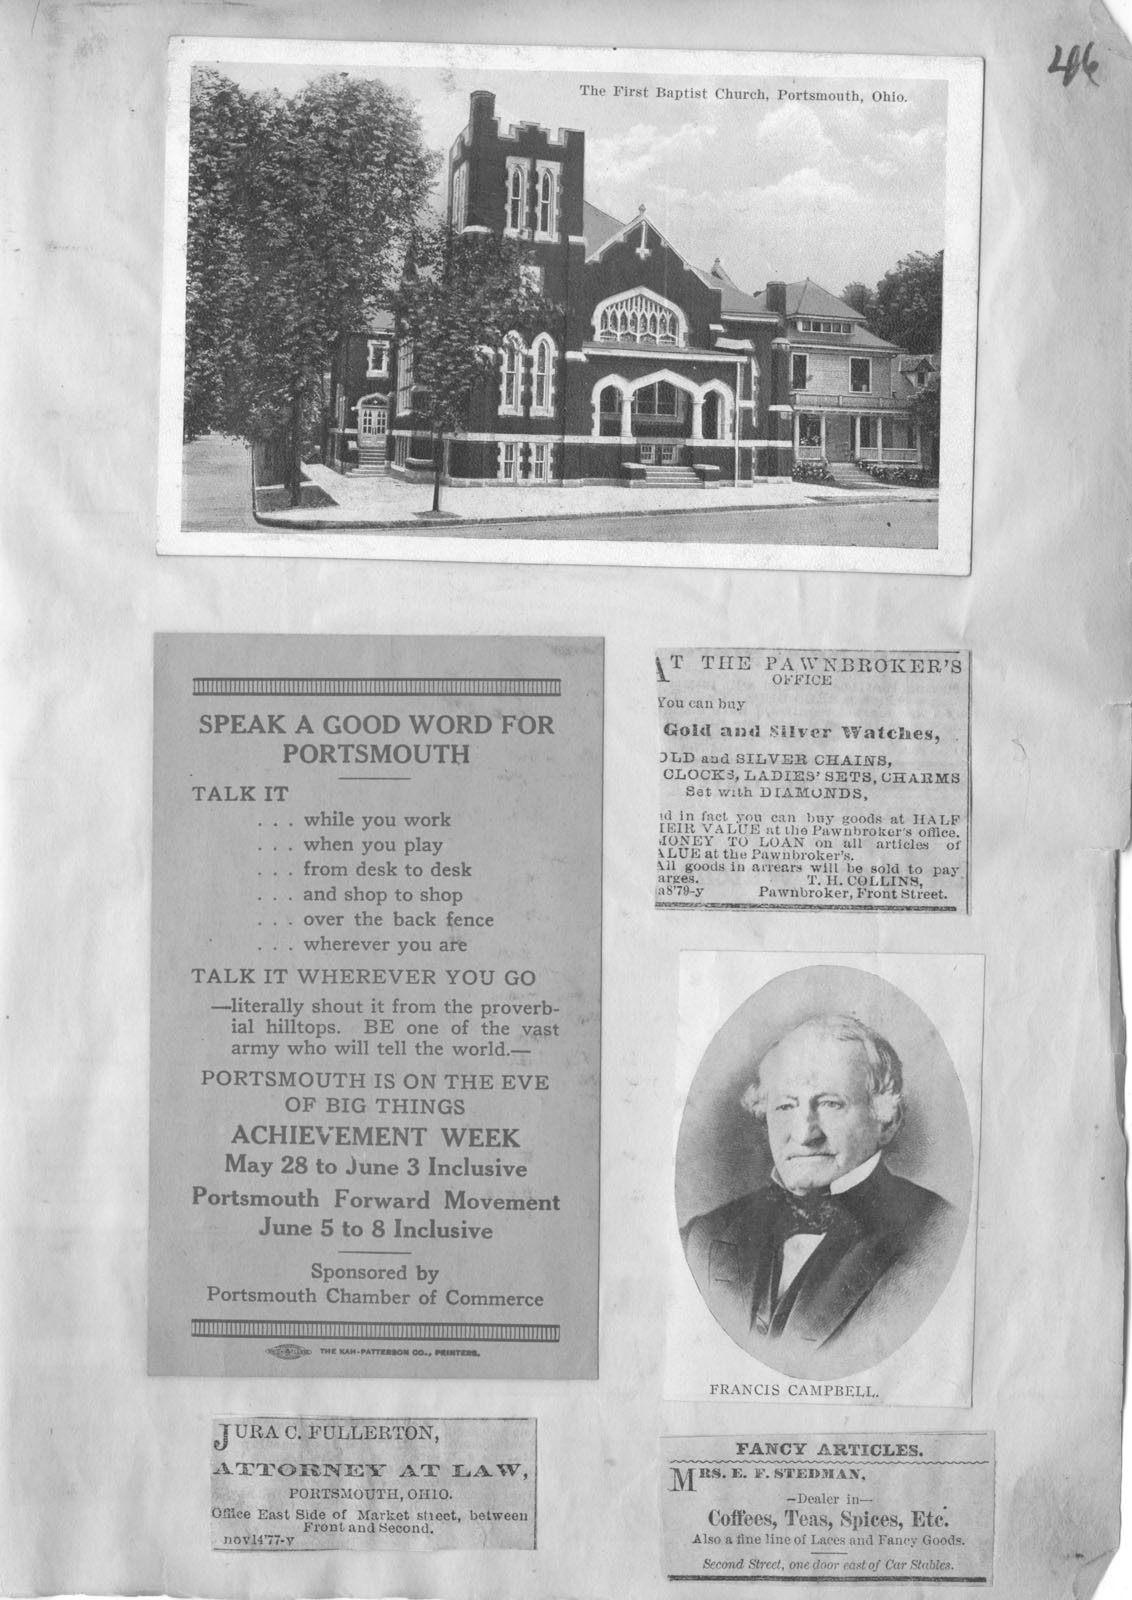 46
The First Baptist Church, Portsmouth, Ohio.
SPEAK A GOOD WORD FOR
PORTSMOUTH
TALK IT
. . . while you work
. . . when you play
. . . from desk to desk
. . . and shop to shop
. . . over the back fence
. . . wherever you are
TALK IT WHEREVER YOU GO
—literally shout it from the proverb-
ial hilltops. BE one of the vast
army who will tell the world.—
PORTSMOUTH IS ON THE EVE
OF BIG THINGS
ACHIEVEMENT WEEK
May 28 to June 3 Inclusive
Portsmouth Forward Movement
June 5 to 8 Inclusive
Sponsored by
Portsmouth Chamber of Commerce
THE KAH-PATTERSON CO., PRINTERS.
AT THE PAWNBROKER'S
OFFICE
You can buy
Gold and Silver Watches,
OLD and SILVER CHAINS,
CLOCKS, LADIES' SETS, CHARMS
Set with DIAMONDS,
d in fact you can buy goods at HALF
EIR VALUE at the Pawnbroker's office.
MONEY TO LOAN on all articles of
ALUE at the Pawnbroker's.
All goods in arrears will be sold to pay
arges. T. H. COLLINS,
a8'79-y Pawnbroker, Front Street.
FRANCIS CAMPBELL.
JURA C. FULLERTON,
ATTORNEY AT LAW,
PORTSMOUTH, OHIO.
Office East Side of Market street, between
Front and Second.
nov14'77-y
FANCY ARTICLES.
MRS. E. F. STEDMAN,
—Dealer in—
Coffees, Teas, Spices, Etc.
Also a fine line of Laces and Fancy Goods.
Second Street, one door east of Car Stables.